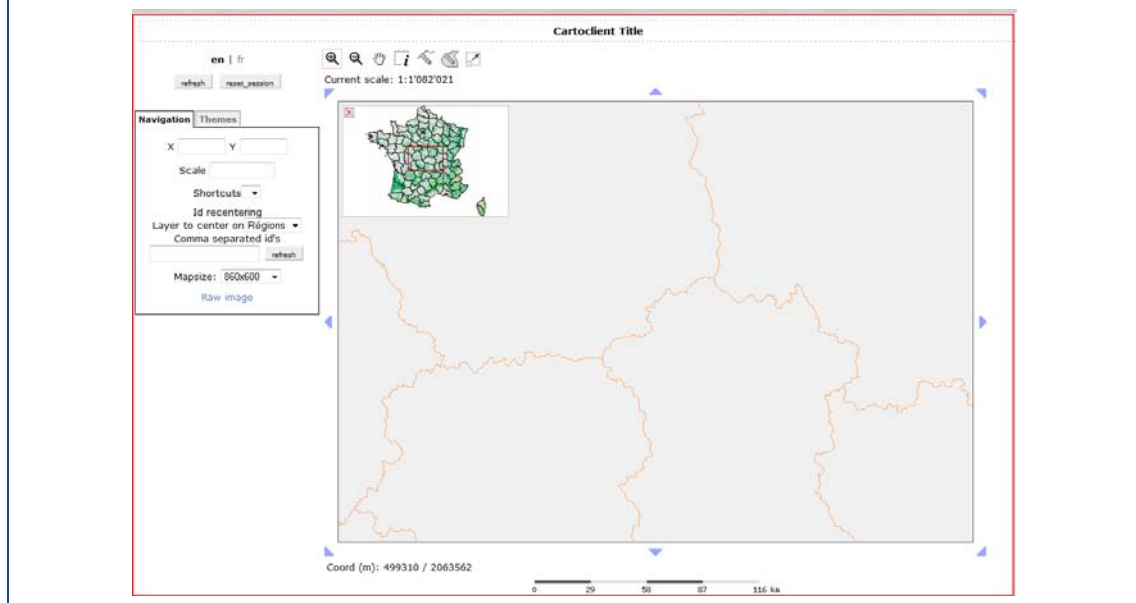 Cartoclient Title
en | fr
refresh reset_session
Current scale: 1:1'082'021
Navigation Themes
X Y
Scale
Shortcuts
Id recentering
Layer to center on Régions
Comma separated id's
refresh
Mapsize: 860x600
Raw image
Coord (m): 499310 / 2063562
0 29 58 87 116 km